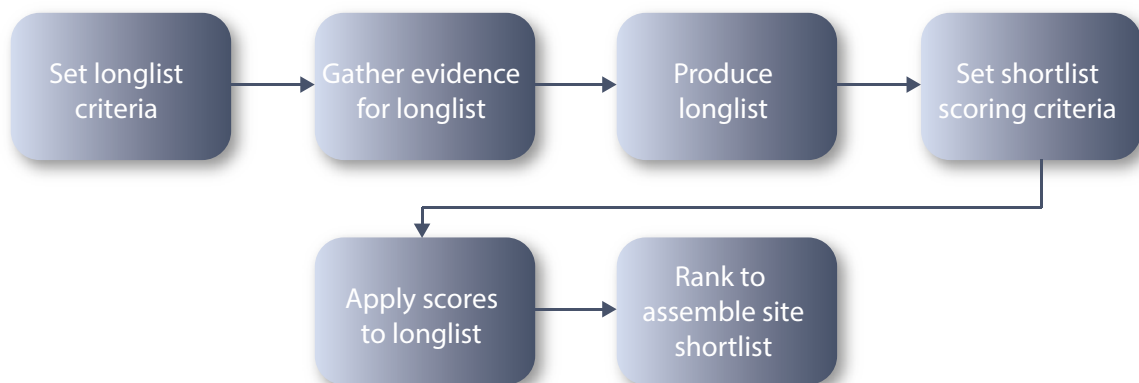 Set longlist
criteria
Gather evidence
for longlist
Produce
longlist
Set shortlist
scoring criteria
Apply scores
to longlist
Rank to
assemble site
shortlist